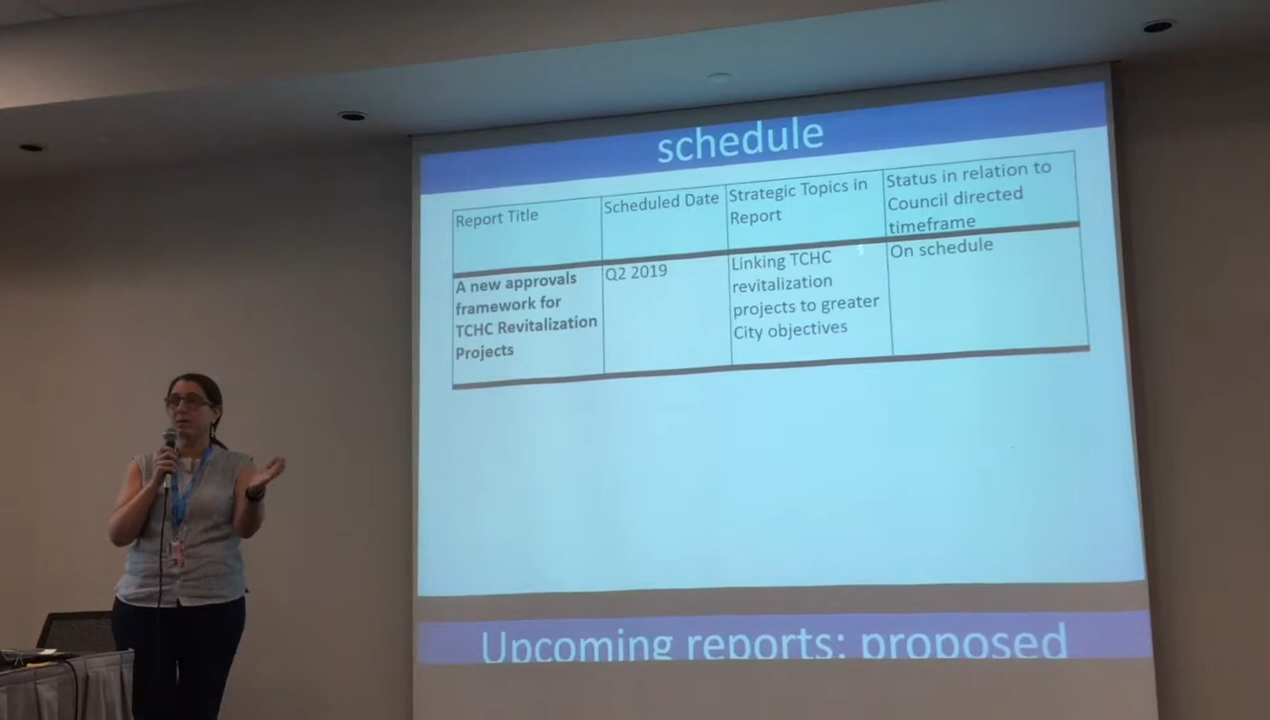 schedule
Report Title
Scheduled Date
Strategic Topics in
Report
Status in relation to
Council directed
timeframe
A new approvals
framework for
TCHC Revitalization
Projects
Q2 2019
Linking TCHC
revitalization
projects to greater
City objectives
On schedule
Upcoming reports: proposed